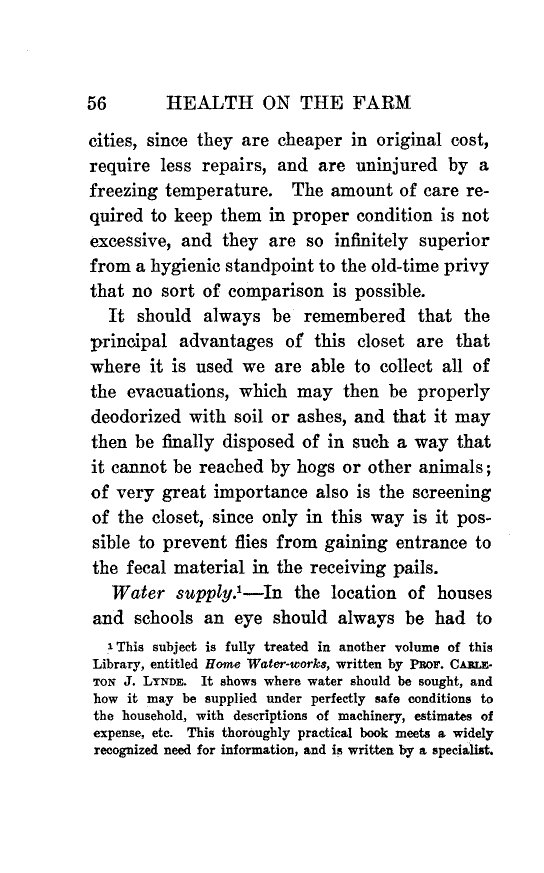 56 HEALTH ON THE FARM
cities, since they are cheaper in original cost,
require less repairs, and are uninjured by a
freezing temperature. The amount of care re-
quired to keep them in proper condition is not
excessive, and they are so infinitely superior
from a hygienic standpoint to the old-time privy
that no sort of comparison is possible.
It should always be remembered that the
principal advantages of this closet are that
where it is used we are able to collect all of
the evacuations, which may then be properly
deodorized with soil or ashes, and that it may
then be finally disposed of in such a way that
it cannot be reached by hogs or other animals;
of very great importance also is the screening
of the closet, since only in this way is it pos-
sible to prevent flies from gaining entrance to
the fecal material in the receiving pails.
Water supply.¹—In the location of houses
and schools an eye should always be had to
¹ This subject is fully treated in another volume of this
Library, entitled Home Water-works, written by PROF. CARLE-
TON J. LYNDE. It shows where water should be sought, and
how it may be supplied under perfectly safe conditions to
the household, with descriptions of machinery, estimates of
expense, etc. This thoroughly practical book meets a widely
recognized need for information, and is written by a specialist.